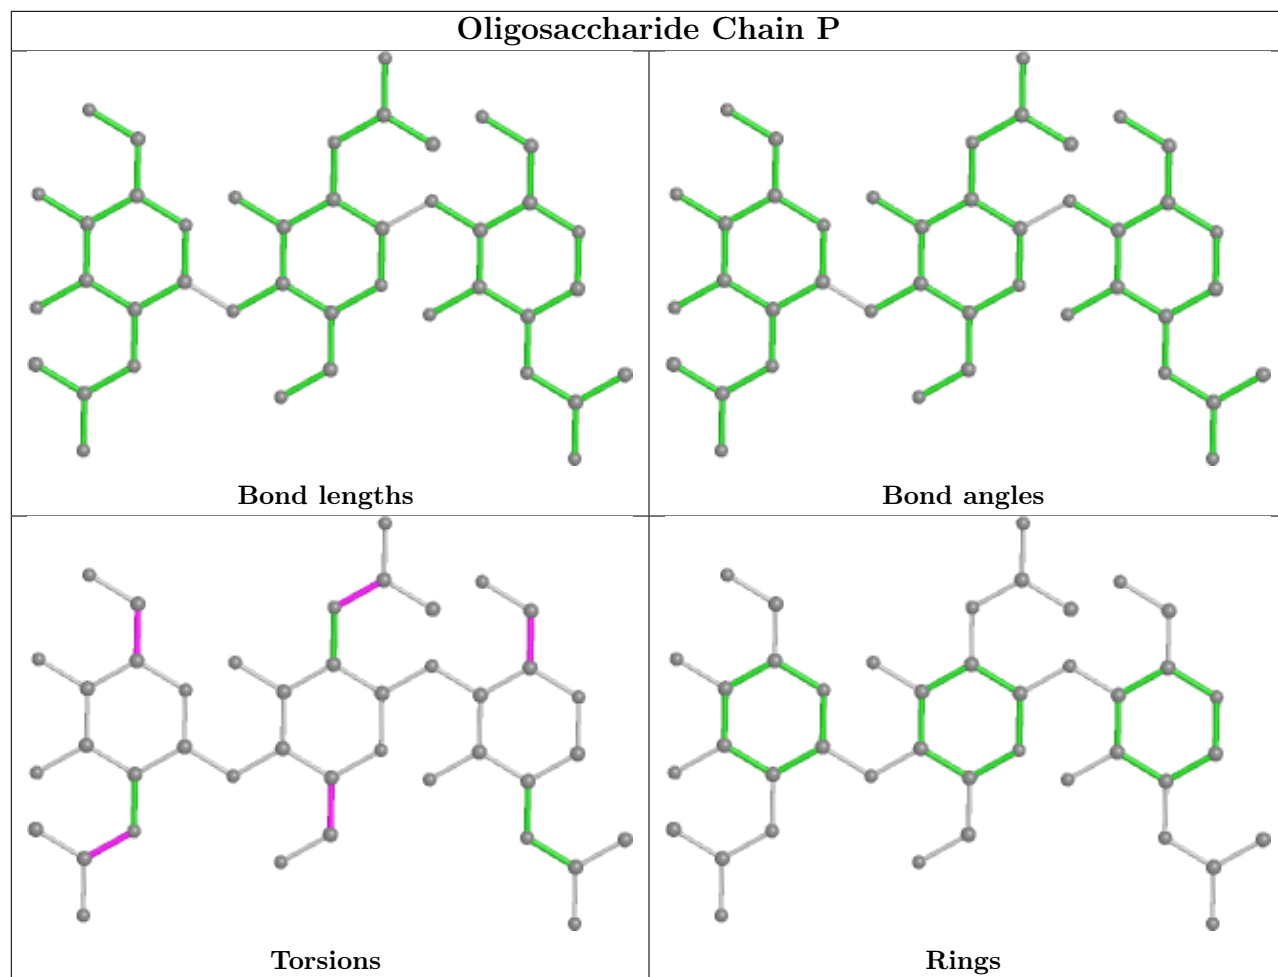 Oligosaccharide Chain P
Bond lengths
Bond angles
Torsions
Rings